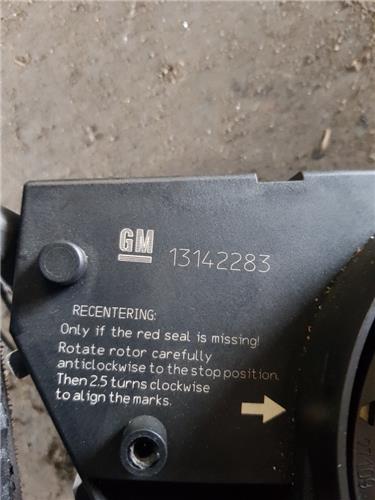 GM 13142283
RECENTERING:
Only if the red seal is missing!
Rotate rotor carefully
anticlockwise to the stop position.
Then 2.5 turns clockwise
to align the marks.